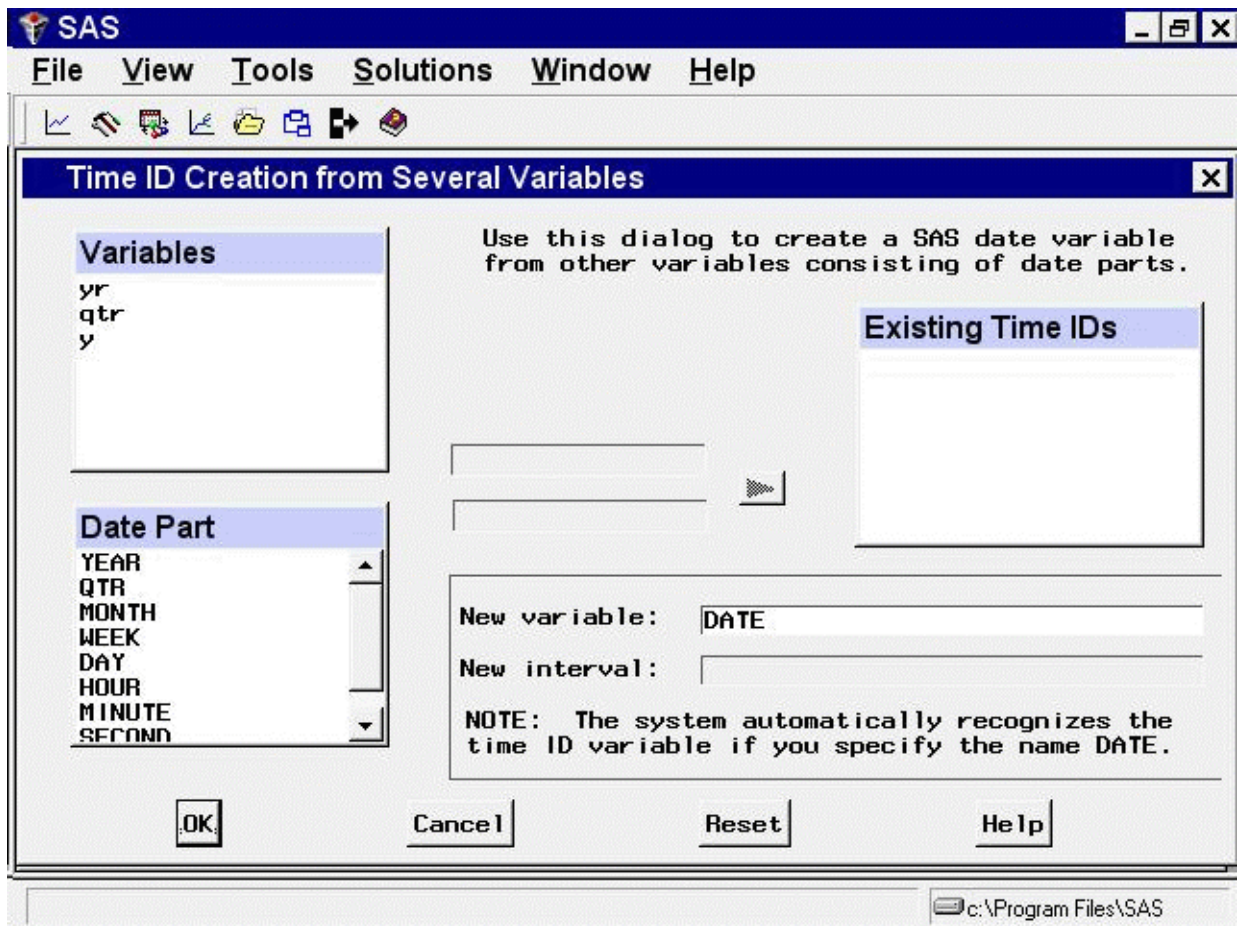 SAS
File View Tools Solutions Window Help
Time ID Creation from Several Variables
Variables
yr
qtr
y
Use this dialog to create a SAS date variable
from other variables consisting of date parts.
Existing Time IDs
Date Part
YEAR
QTR
MONTH
WEEK
DAY
HOUR
MINUTE
SECOND
New variable: DATE
New interval:
NOTE: The system automatically recognizes the
time ID variable if you specify the name DATE.
OK Cancel Reset Help
c:\Program Files\SAS